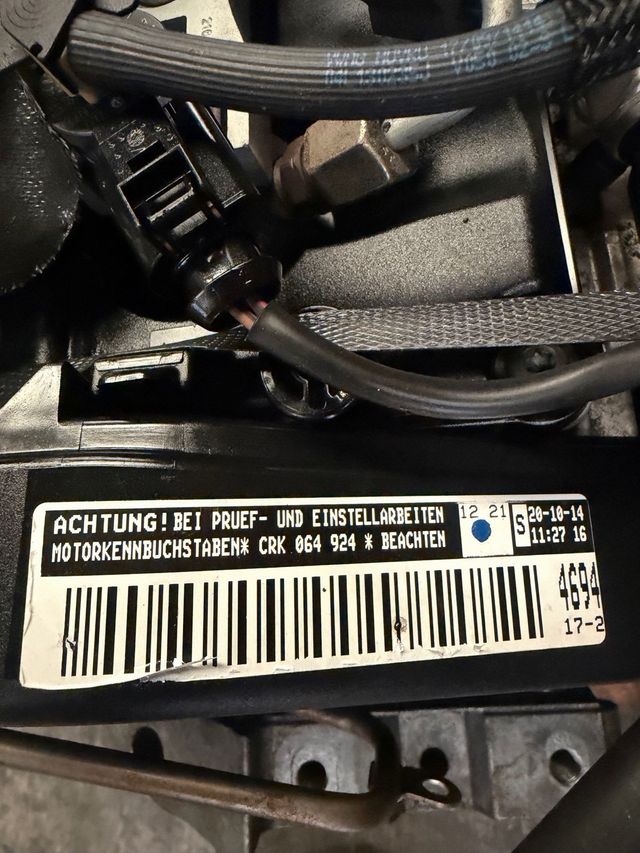 ACHTUNG! BEI PRUEF- UND EINSTELLARBEITEN
MOTORKENNBUCHSTABEN* CRK 064 924 * BEACHTEN
12 21
S
20-10-14
11:27 16
4694
17-2